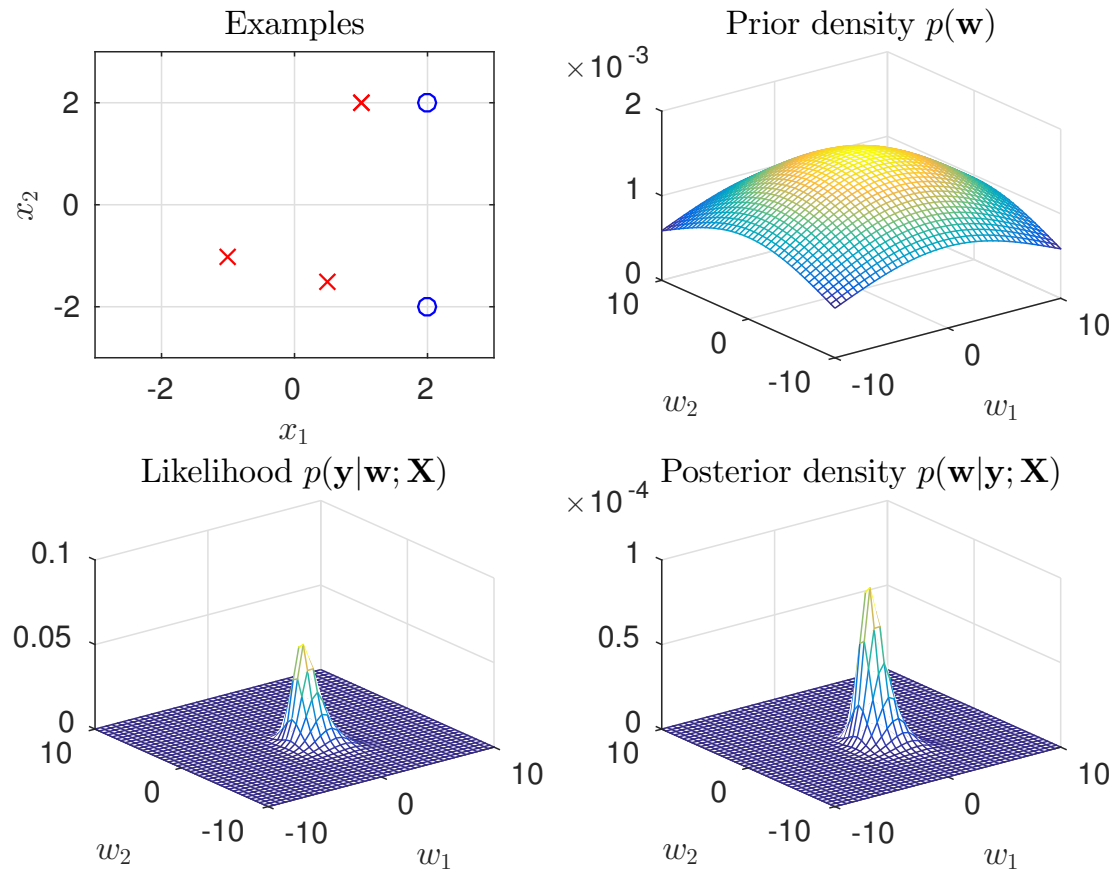 Examples
2
0
-2
x₂
-2 0 2
x₁
Prior density p(w)
×10⁻³
2
1
0
10
0
-10
w₂
-10
0
10
w₁
Likelihood p(y|w; X)
0.1
0.05
0
10
0
-10
w₂
-10
0
10
w₁
Posterior density p(w|y; X)
×10⁻⁴
1
0.5
0
10
0
-10
w₂
-10
0
10
w₁